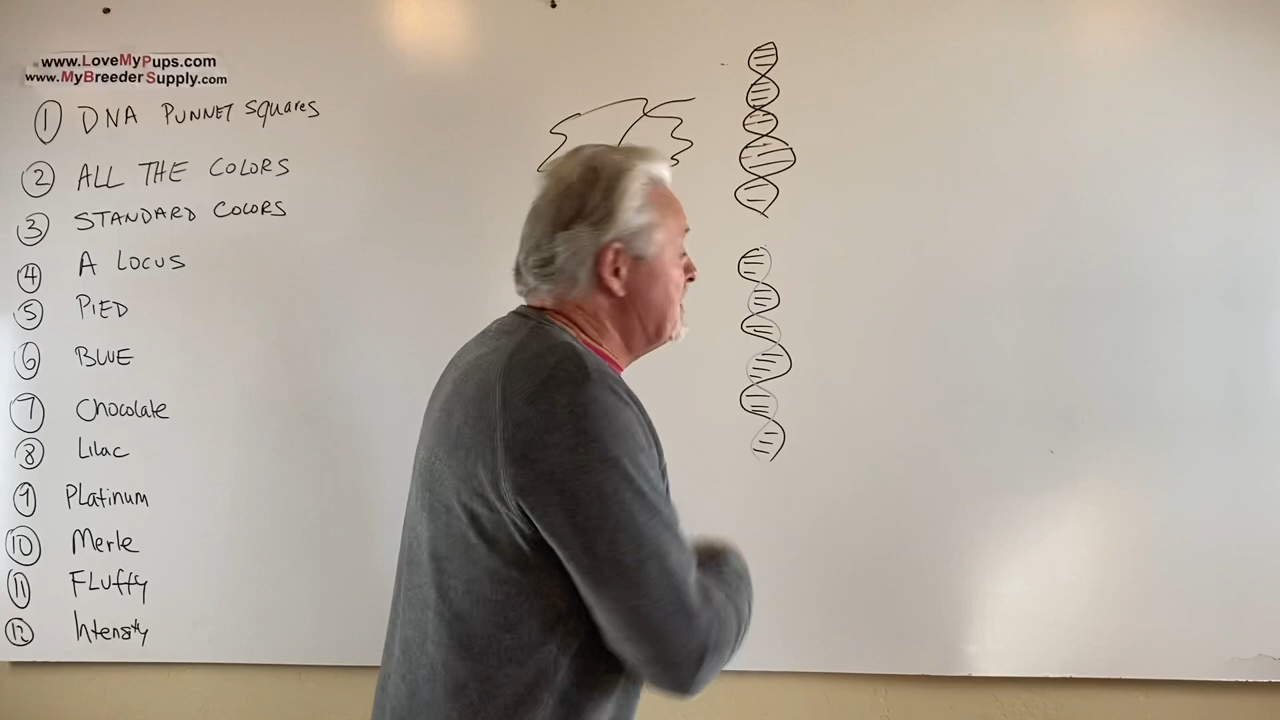 www.LoveMyPups.com
www.MyBreederSupply.com
1 DNA PUNNET SQuares
2 ALL THE COLORS
3 STANDARD COLORS
4 A LOCUS
5 PIED
6 BLUE
7 Chocolate
8 Lilac
9 PLatinum
10 Merle
11 FLuffy
12 Intensity